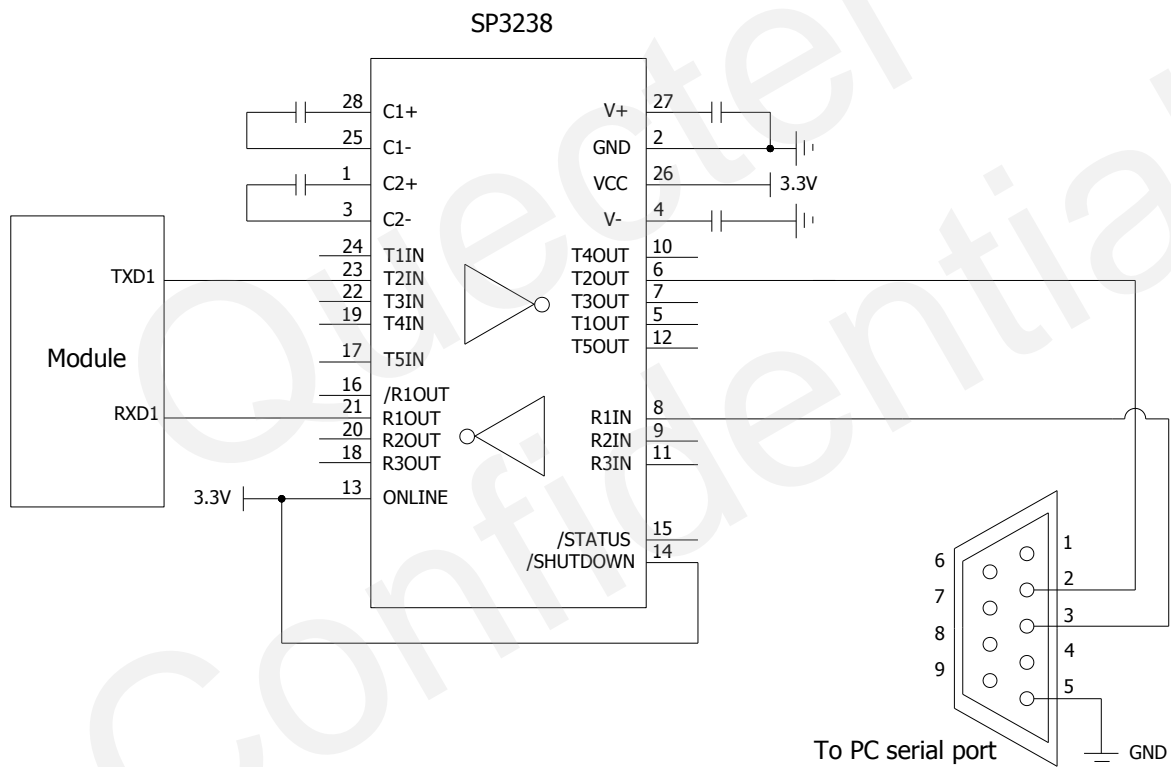 SP3238
28 C1+
25 C1-
1 C2+
3 C2-
24 T1IN
23 T2IN
22 T3IN
19 T4IN
17 T5IN
16 /R1OUT
21 R1OUT
20 R2OUT
18 R3OUT
3.3V 13 ONLINE
V+ 27
GND 2
VCC 26 3.3V
V- 4
T4OUT 10
T2OUT 6
T3OUT 7
T1OUT 5
T5OUT 12
R1IN 8
R2IN 9
R3IN 11
/STATUS 15
/SHUTDOWN 14
TXD1
Module
RXD1
1
6
2
7
3
8
4
9
5
To PC serial port
GND
Quectel
Confidential